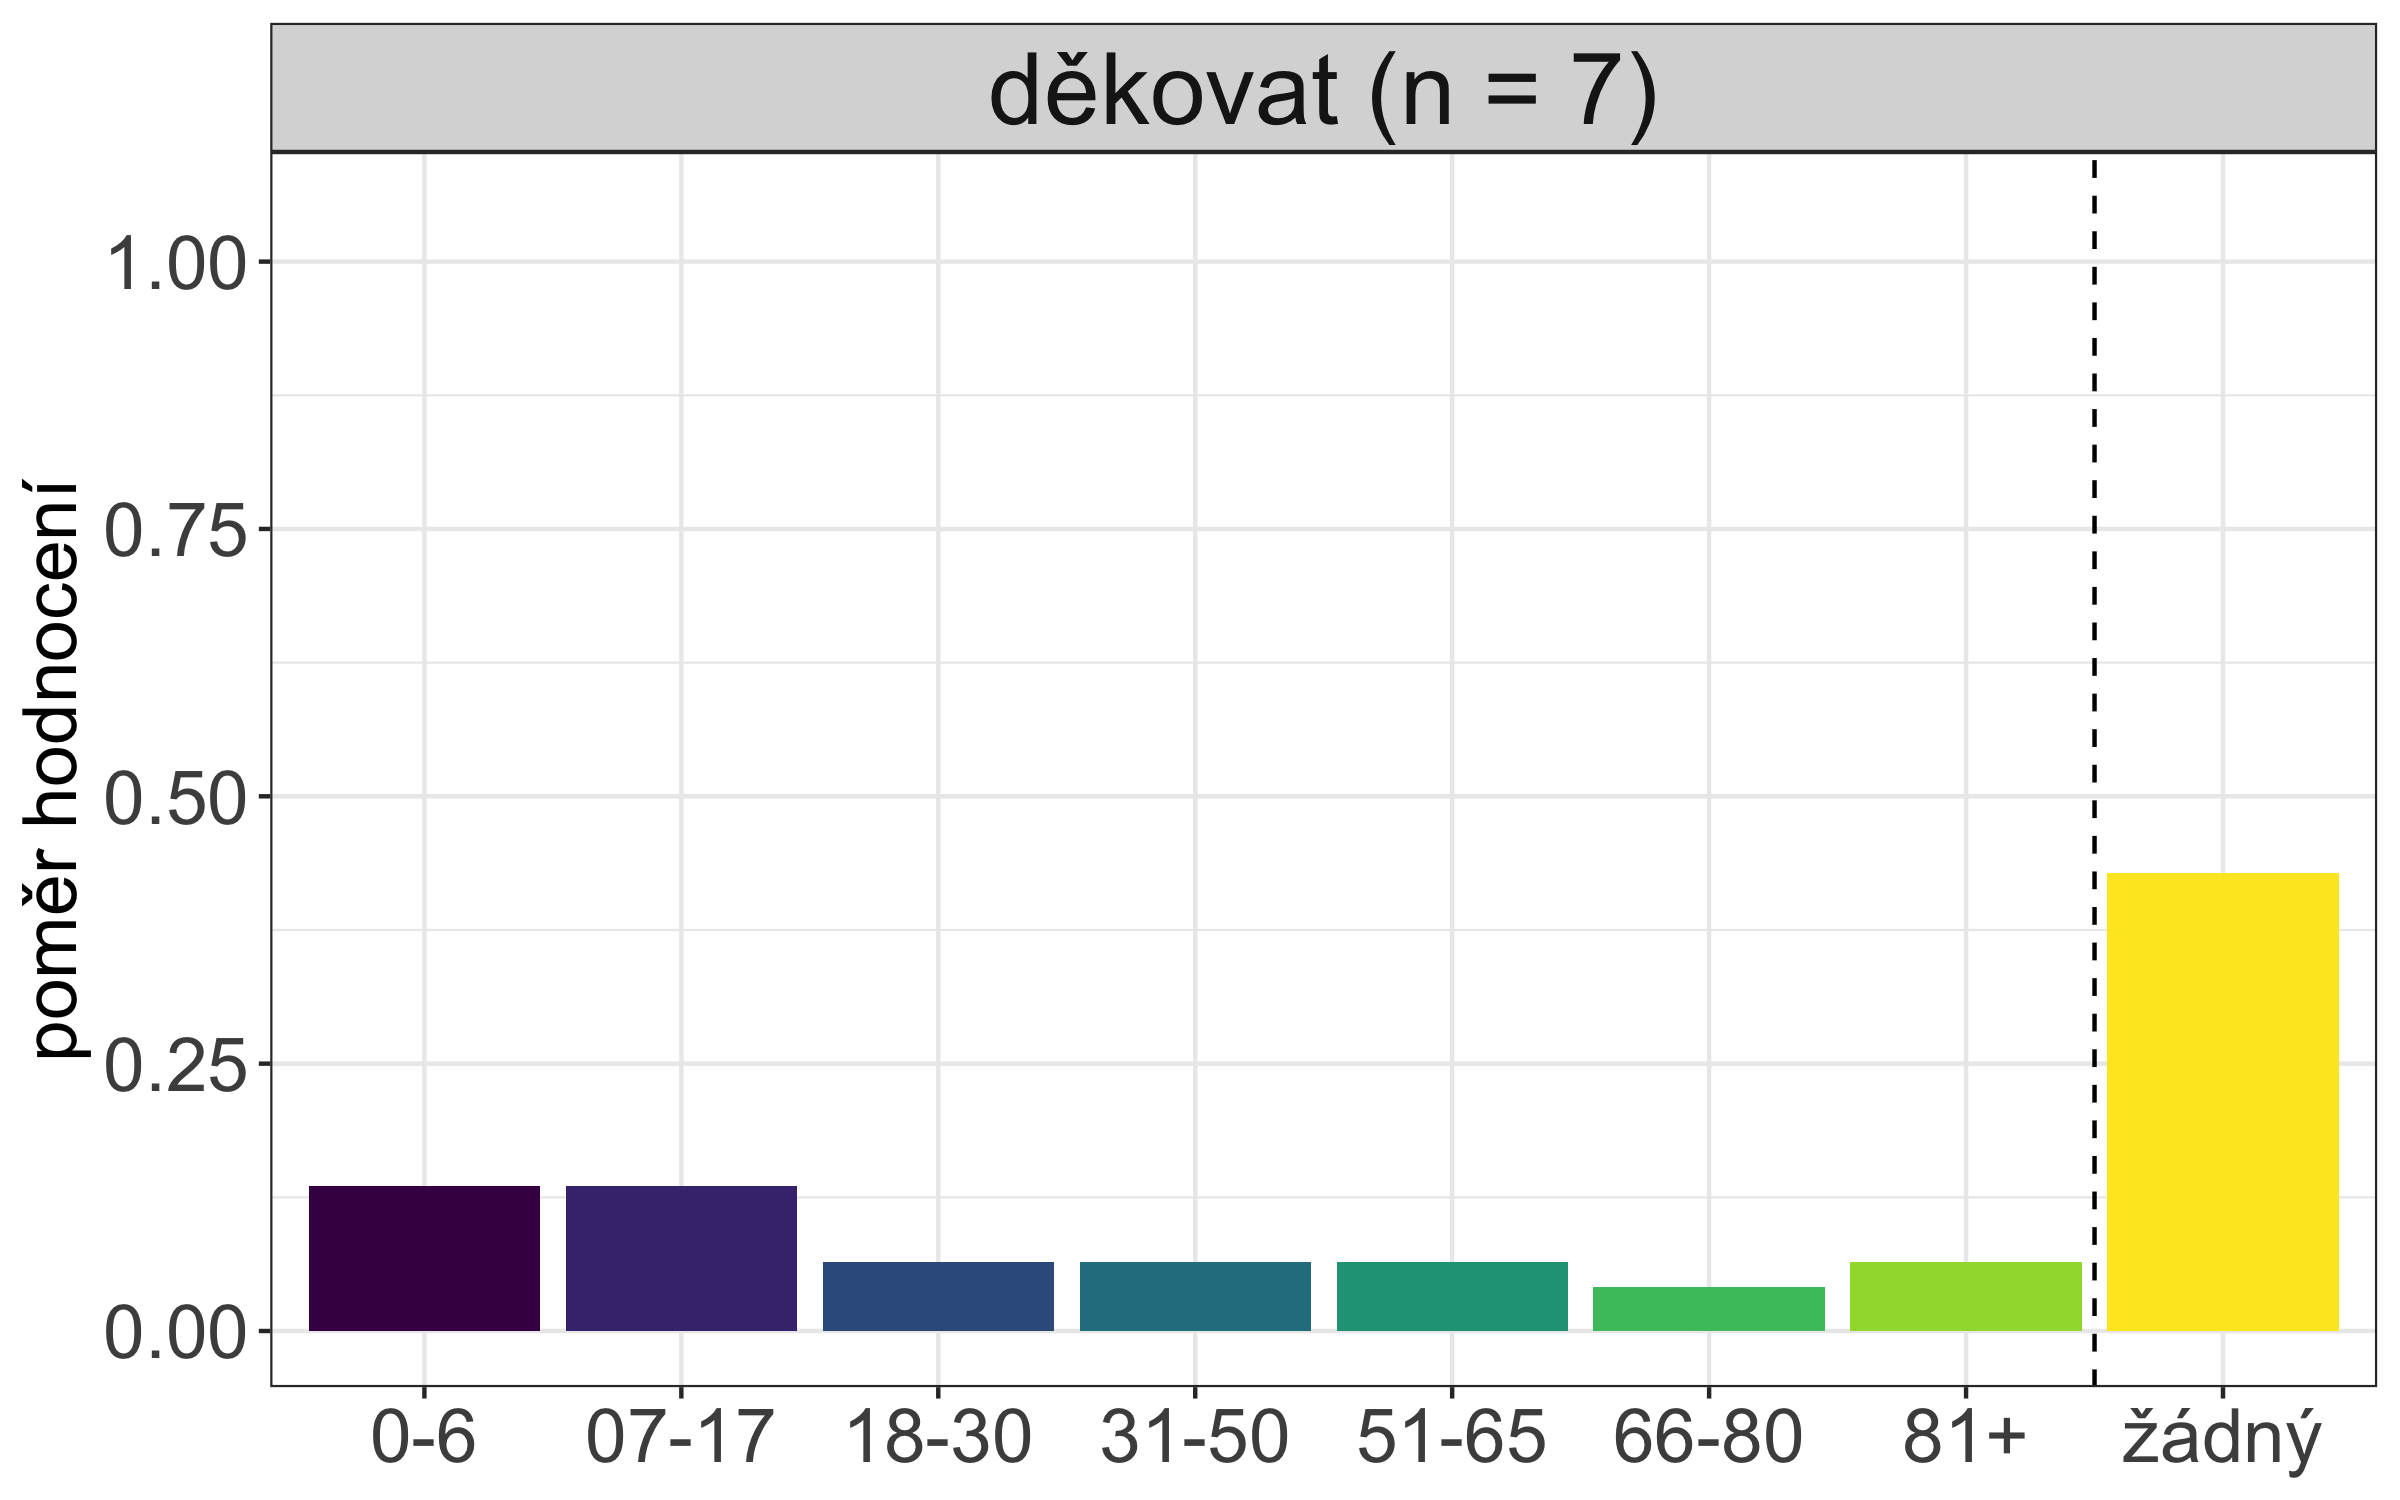 děkovat (n = 7)
poměr hodnocení
1.00
0.75
0.50
0.25
0.00
0-6 07-17 18-30 31-50 51-65 66-80 81+ žádný